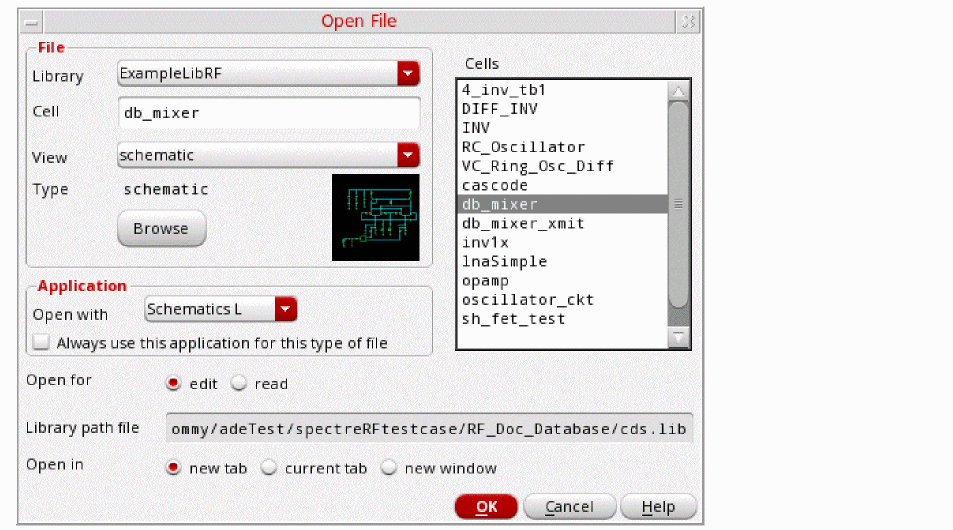 Open File
File
Library ExampleLibRF
Cell db_mixer
View schematic
Type schematic
Browse
Cells
4_inv_tb1
DIFF_INV
INV
RC_Oscillator
VC_Ring_Osc_Diff
cascode
db_mixer
db_mixer_xmit
inv1x
lnaSimple
opamp
oscillator_ckt
sh_fet_test
Application
Open with Schematics L
Always use this application for this type of file
Open for edit read
Library path file ommy/adeTest/spectreRFtestcase/RF_Doc_Database/cds.lib
Open in new tab current tab new window
OK Cancel Help